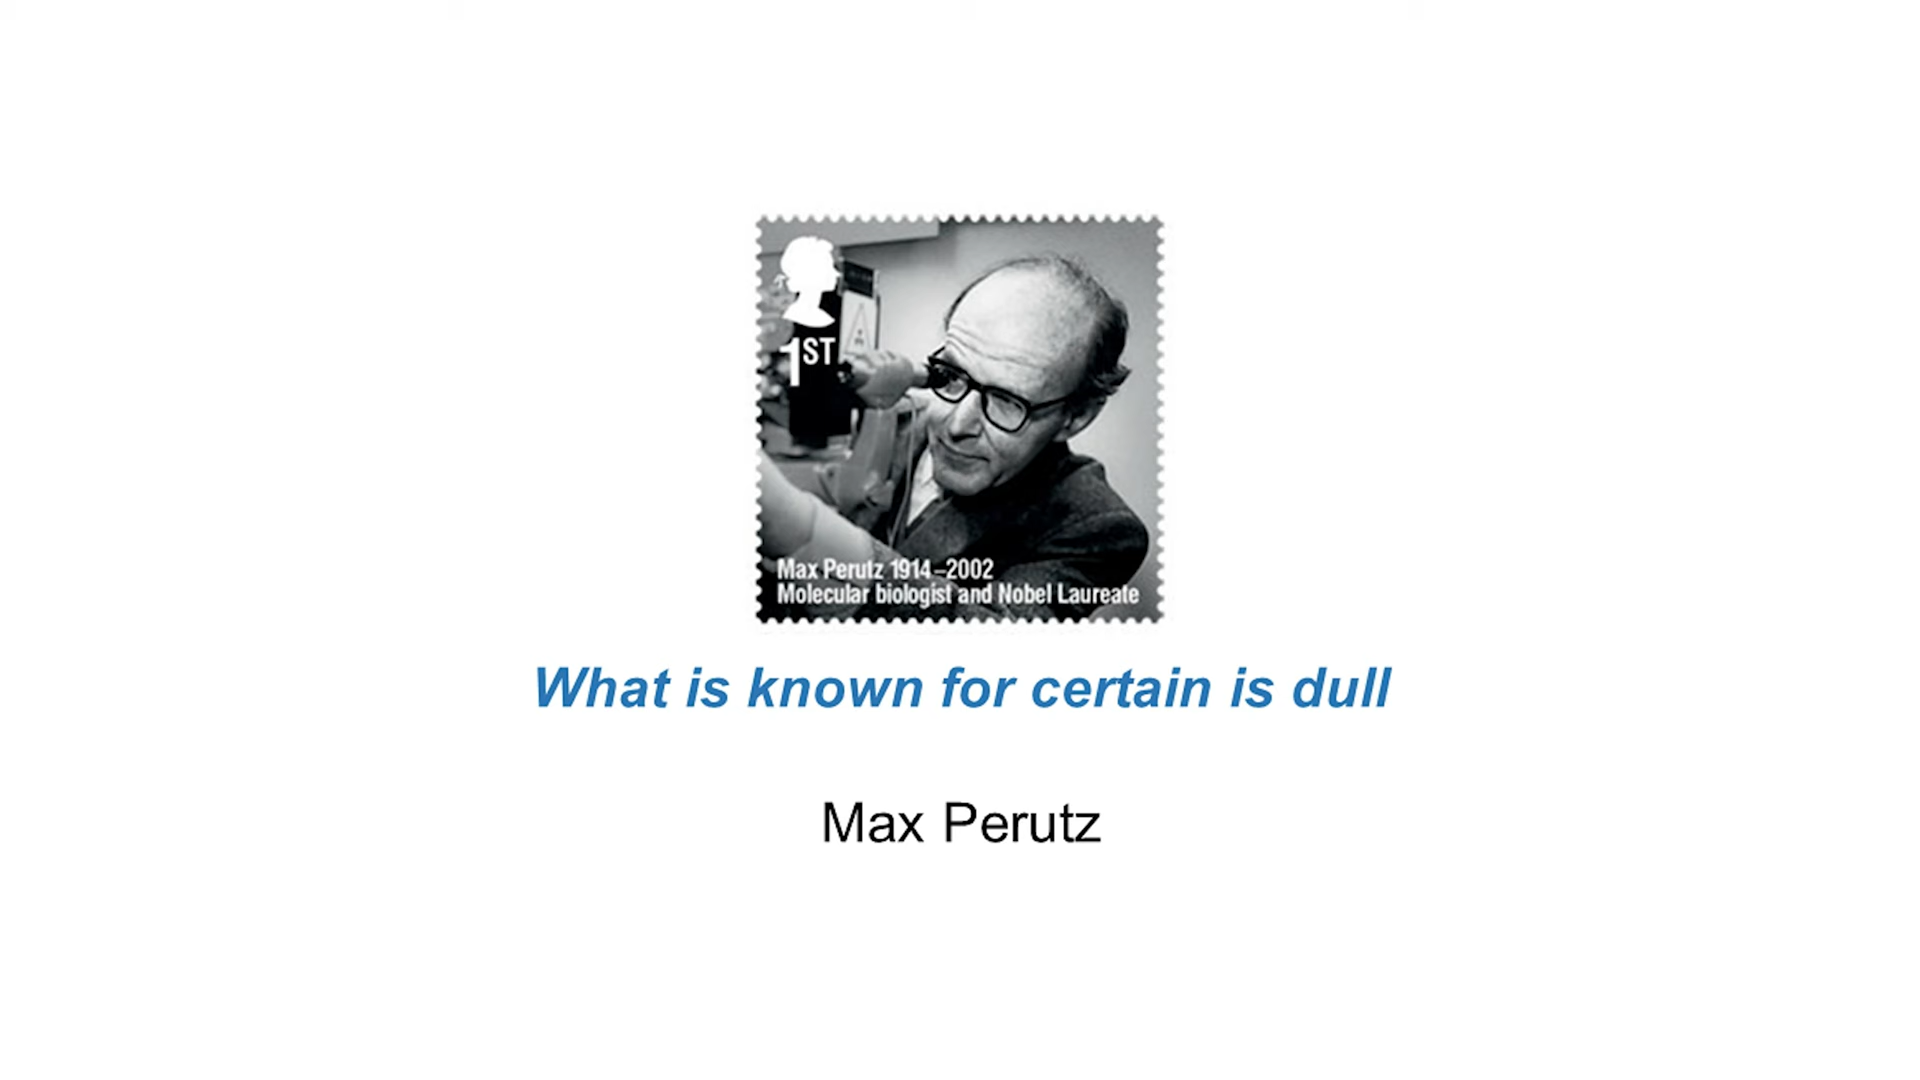 1ST
Max Perutz 1914–2002
Molecular biologist and Nobel Laureate
What is known for certain is dull
Max Perutz